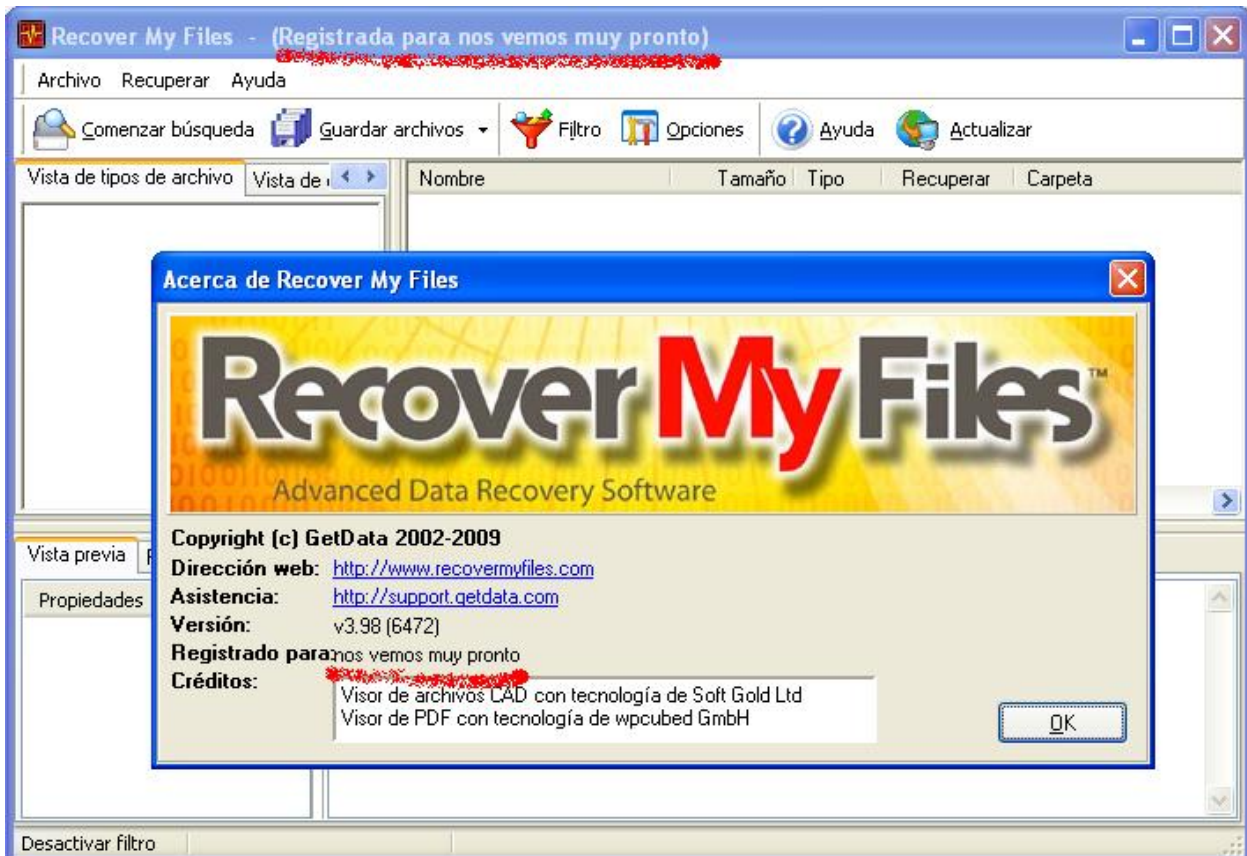 Recover My Files - (Registrada para nos vemos muy pronto)
Archivo Recuperar Ayuda
Comenzar búsqueda Guardar archivos Filtro Opciones Ayuda Actualizar
Vista de tipos de archivo Vista de
Nombre Tamaño Tipo Recuperar Carpeta
Acerca de Recover My Files
Recover My Files™
Advanced Data Recovery Software
Copyright (c) GetData 2002-2009
Dirección web: http://www.recovermyfiles.com
Asistencia: http://support.getdata.com
Versión: v3.98 (6472)
Registrado para: nos vemos muy pronto
Créditos:
Visor de archivos CAD con tecnología de Soft Gold Ltd
Visor de PDF con tecnología de wpcubed GmbH
OK
Vista previa
Propiedades
Desactivar filtro